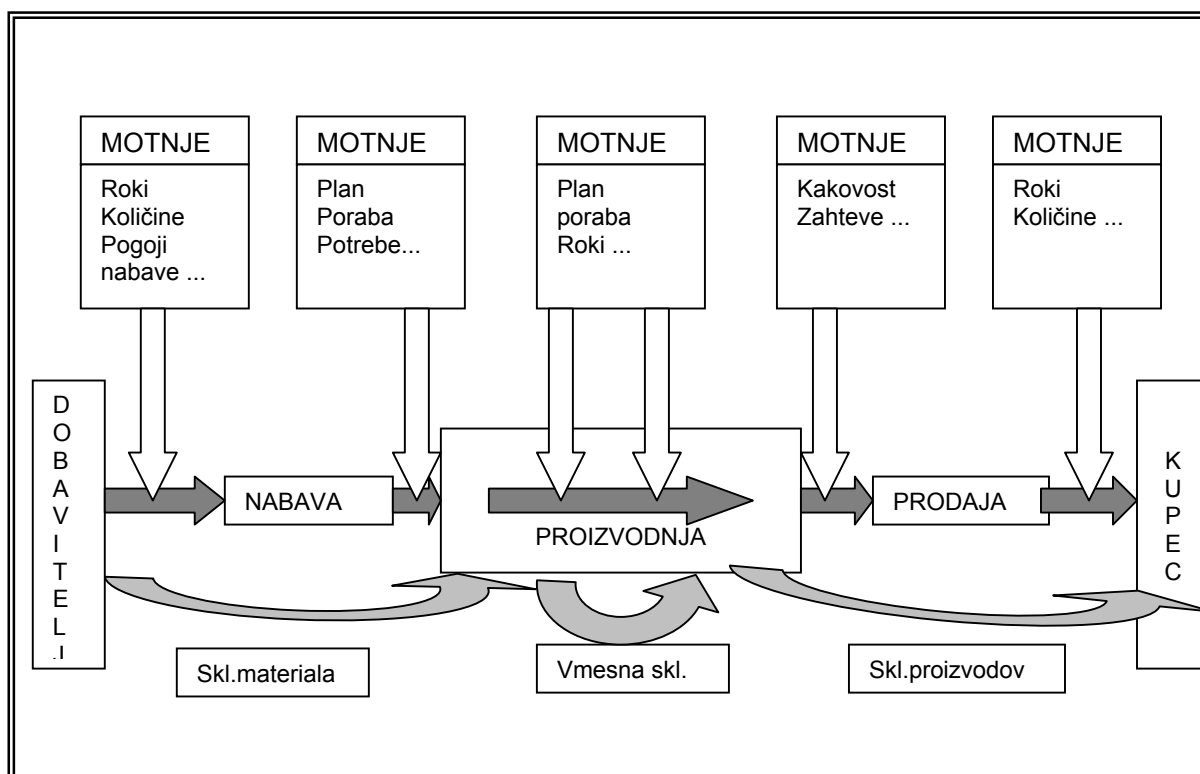 MOTNJE
Roki
Količine
Pogoji
nabave ...
MOTNJE
Plan
Poraba
Potrebe...
MOTNJE
Plan
poraba
Roki ...
MOTNJE
Kakovost
Zahteve ...
MOTNJE
Roki
Količine ...
D
O
B
A
V
I
T
E
L
J
NABAVA
PROIZVODNJA
PRODAJA
K
U
P
E
C
Skl.materiala
Vmesna skl.
Skl.proizvodov